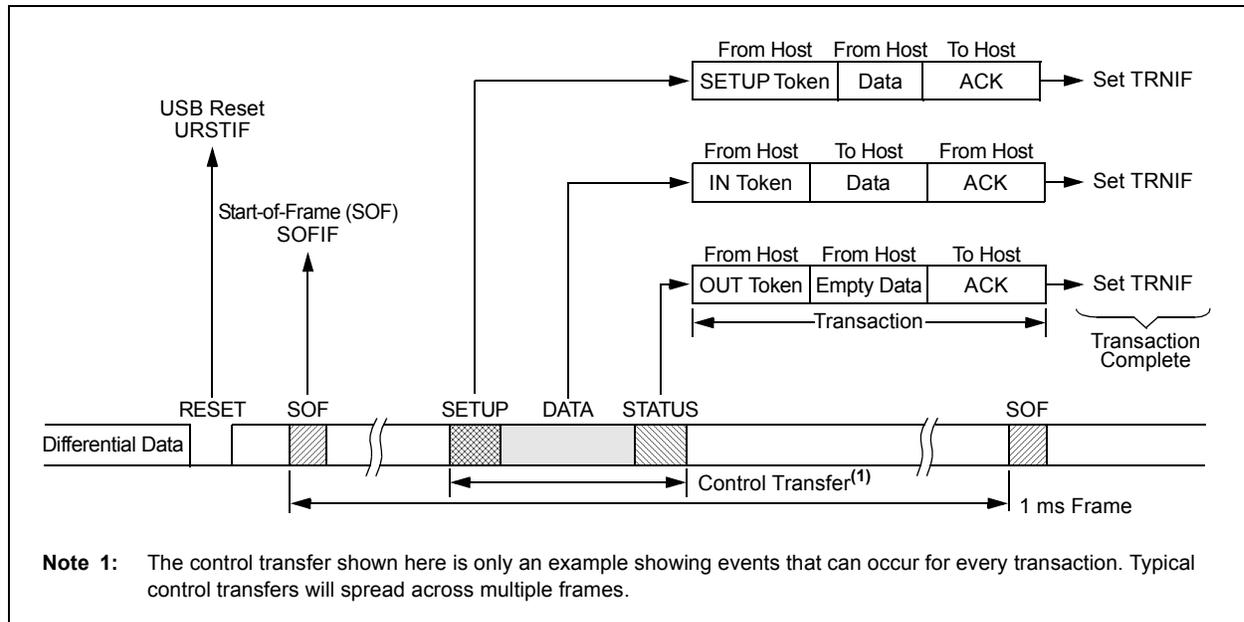 From Host From Host To Host
SETUP Token Data ACK Set TRNIF
USB Reset
URSTIF
From Host To Host From Host
IN Token Data ACK Set TRNIF
Start-of-Frame (SOF)
SOFIF
From Host From Host To Host
OUT Token Empty Data ACK Set TRNIF
Transaction
Transaction
Complete
RESET SOF SETUP DATA STATUS SOF
Differential Data
Control Transfer(1)
1 ms Frame
Note 1: The control transfer shown here is only an example showing events that can occur for every transaction. Typical
control transfers will spread across multiple frames.